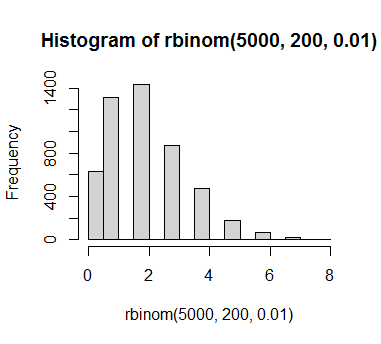 Histogram of rbinom(5000, 200, 0.01)
Frequency
1400
800
400
0
0 2 4 6 8
rbinom(5000, 200, 0.01)